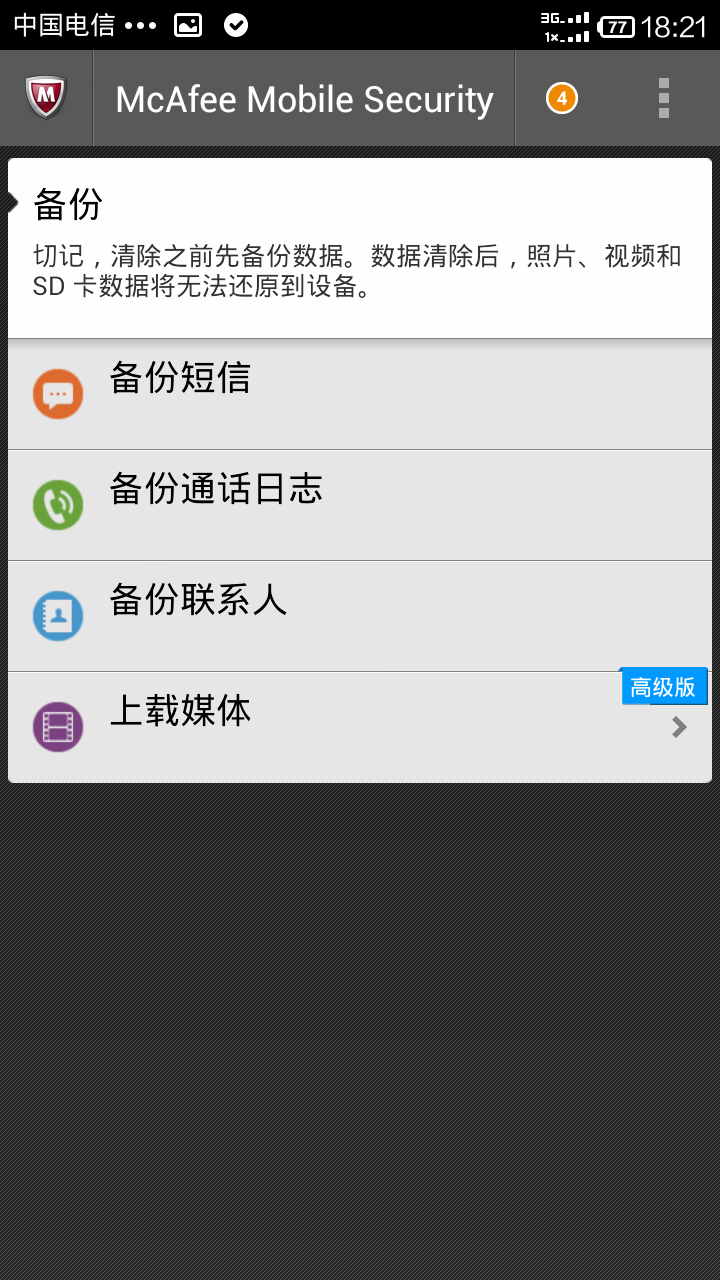 中国电信 ••• 3G 1x 77 18:21
McAfee Mobile Security 4
备份
切记，清除之前先备份数据。数据清除后，照片、视频和
SD 卡数据将无法还原到设备。
备份短信
备份通话日志
备份联系人
高级版
上载媒体